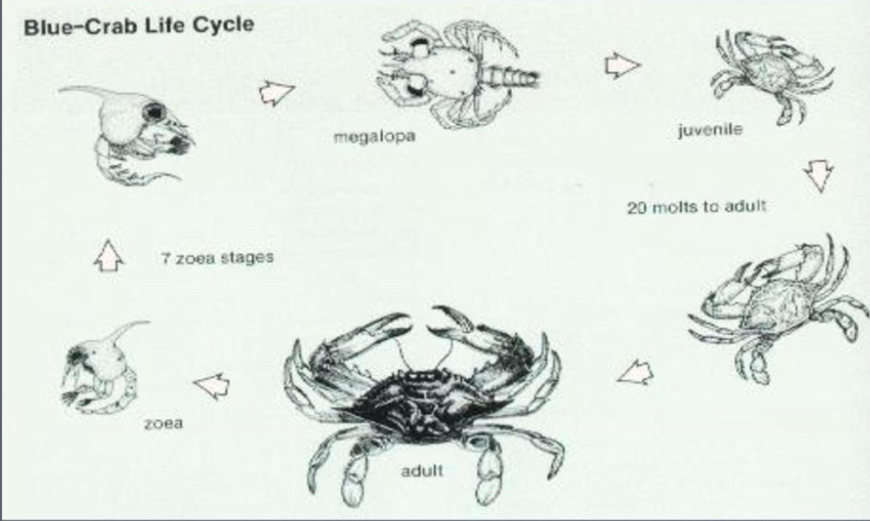 Blue-Crab Life Cycle
megalopa
juvenile
20 molts to adult
7 zoea stages
zoea
adult